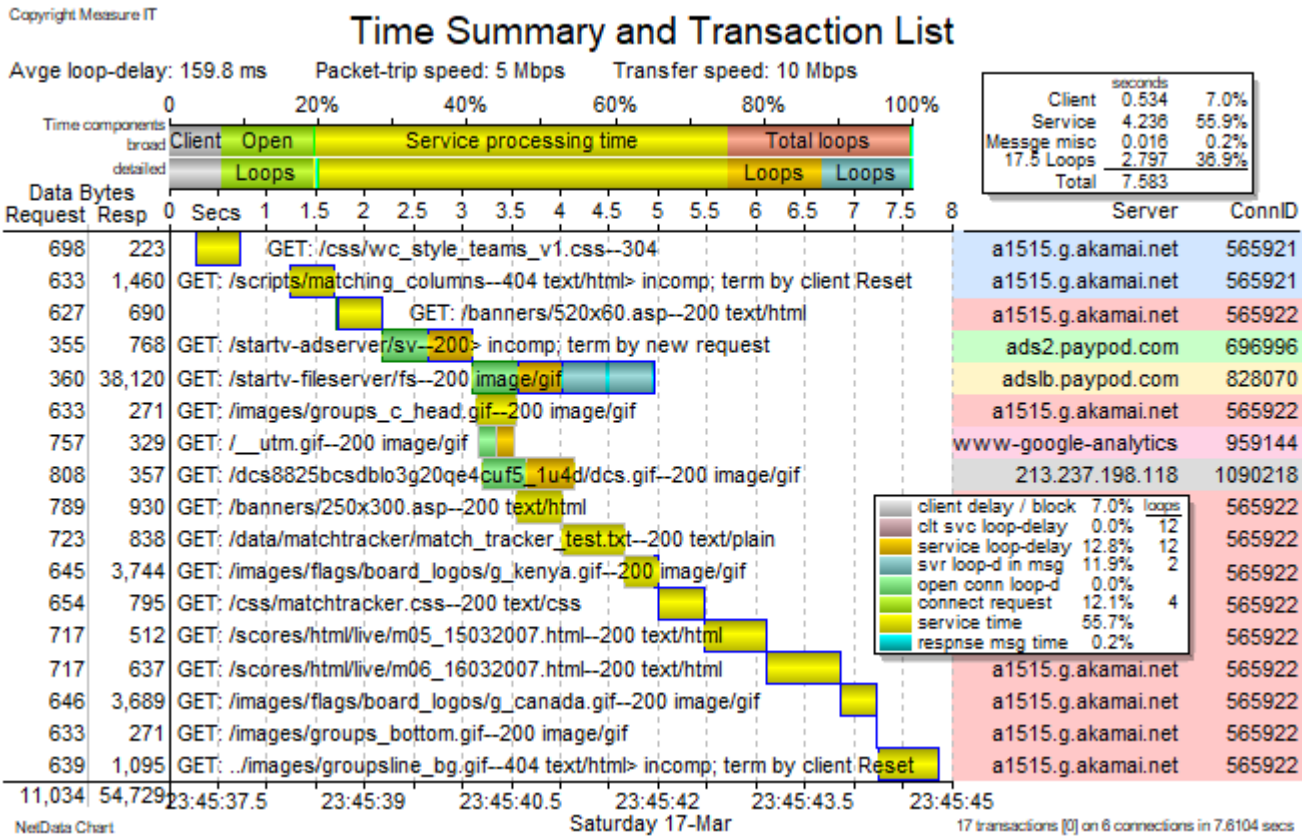 Copyright Measure IT
Time Summary and Transaction List
Avge loop-delay: 159.8 ms Packet-trip speed: 5 Mbps Transfer speed: 10 Mbps
seconds
Client 0.534 7.0%
Service 4.236 55.9%
Messge misc 0.016 0.2%
17.5 Loops 2.797 36.9%
Total 7.583
0 20% 40% 60% 80% 100%
Time components
broad Client Open Service processing time Total loops
detailed Loops Loops Loops
Data Bytes
Request Resp 0 Secs 1 1.5 2 2.5 3 3.5 4 4.5 5 5.5 6 6.5 7 7.5 8 Server ConnID
698 223 GET: /css/wc_style_teams_v1.css--304 a1515.g.akamai.net 565921
633 1,460 GET: /scripts/matching_columns--404 text/html> incomp; term by client Reset a1515.g.akamai.net 565921
627 690 GET: /banners/520x60.asp--200 text/html a1515.g.akamai.net 565922
355 768 GET: /startv-adserver/sv--200> incomp; term by new request ads2.paypod.com 696996
360 38,120 GET: /startv-fileserver/fs--200 image/gif adslb.paypod.com 828070
633 271 GET: /images/groups_c_head.gif--200 image/gif a1515.g.akamai.net 565922
757 329 GET: /__utm.gif--200 image/gif www-google-analytics 959144
808 357 GET: /dcs8825bcsdblo3g20qe4cuf5_1u4d/dcs.gif--200 image/gif 213.237.198.118 1090218
789 930 GET: /banners/250x300.asp--200 text/html 565922
723 838 GET: /data/matchtracker/match_tracker_test.txt--200 text/plain 565922
645 3,744 GET: /images/flags/board_logos/g_kenya.gif--200 image/gif 565922
654 795 GET: /css/matchtracker.css--200 text/css 565922
717 512 GET: /scores/html/live/m05_15032007.html--200 text/html 565922
717 637 GET: /scores/html/live/m06_16032007.html--200 text/html a1515.g.akamai.net 565922
646 3,689 GET: /images/flags/board_logos/g_canada.gif--200 image/gif a1515.g.akamai.net 565922
633 271 GET: /images/groups_bottom.gif--200 image/gif a1515.g.akamai.net 565922
639 1,095 GET: ../images/groupsline_bg.gif--404 text/html> incomp; term by client Reset a1515.g.akamai.net 565922
client delay / block 7.0% loops
clt svc loop-delay 0.0% 12
service loop-delay 12.8% 12
svr loop-d in msg 11.9% 2
open conn loop-d 0.0%
connect request 12.1% 4
service time 55.7%
respnse msg time 0.2%
11,034 54,729 23:45:37.5 23:45:39 23:45:40.5 23:45:42 23:45:43.5 23:45:45
NetData Chart Saturday 17-Mar 17 transactions [0] on 6 connections in 7.6104 secs